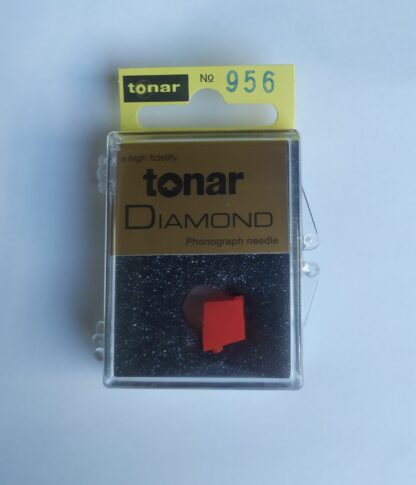 tonar No 956
a high fidelity
tonar
DIAMOND
Phonograph needle